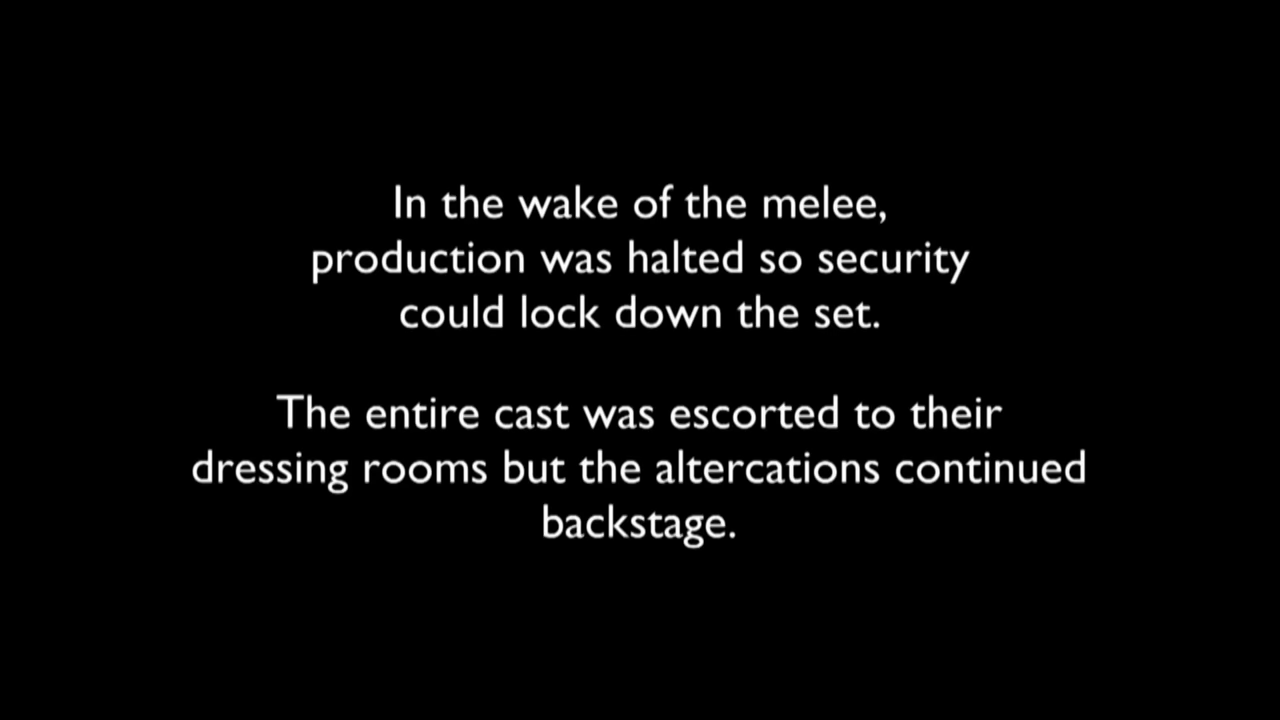 In the wake of the melee,
production was halted so security
could lock down the set.
The entire cast was escorted to their
dressing rooms but the altercations continued
backstage.